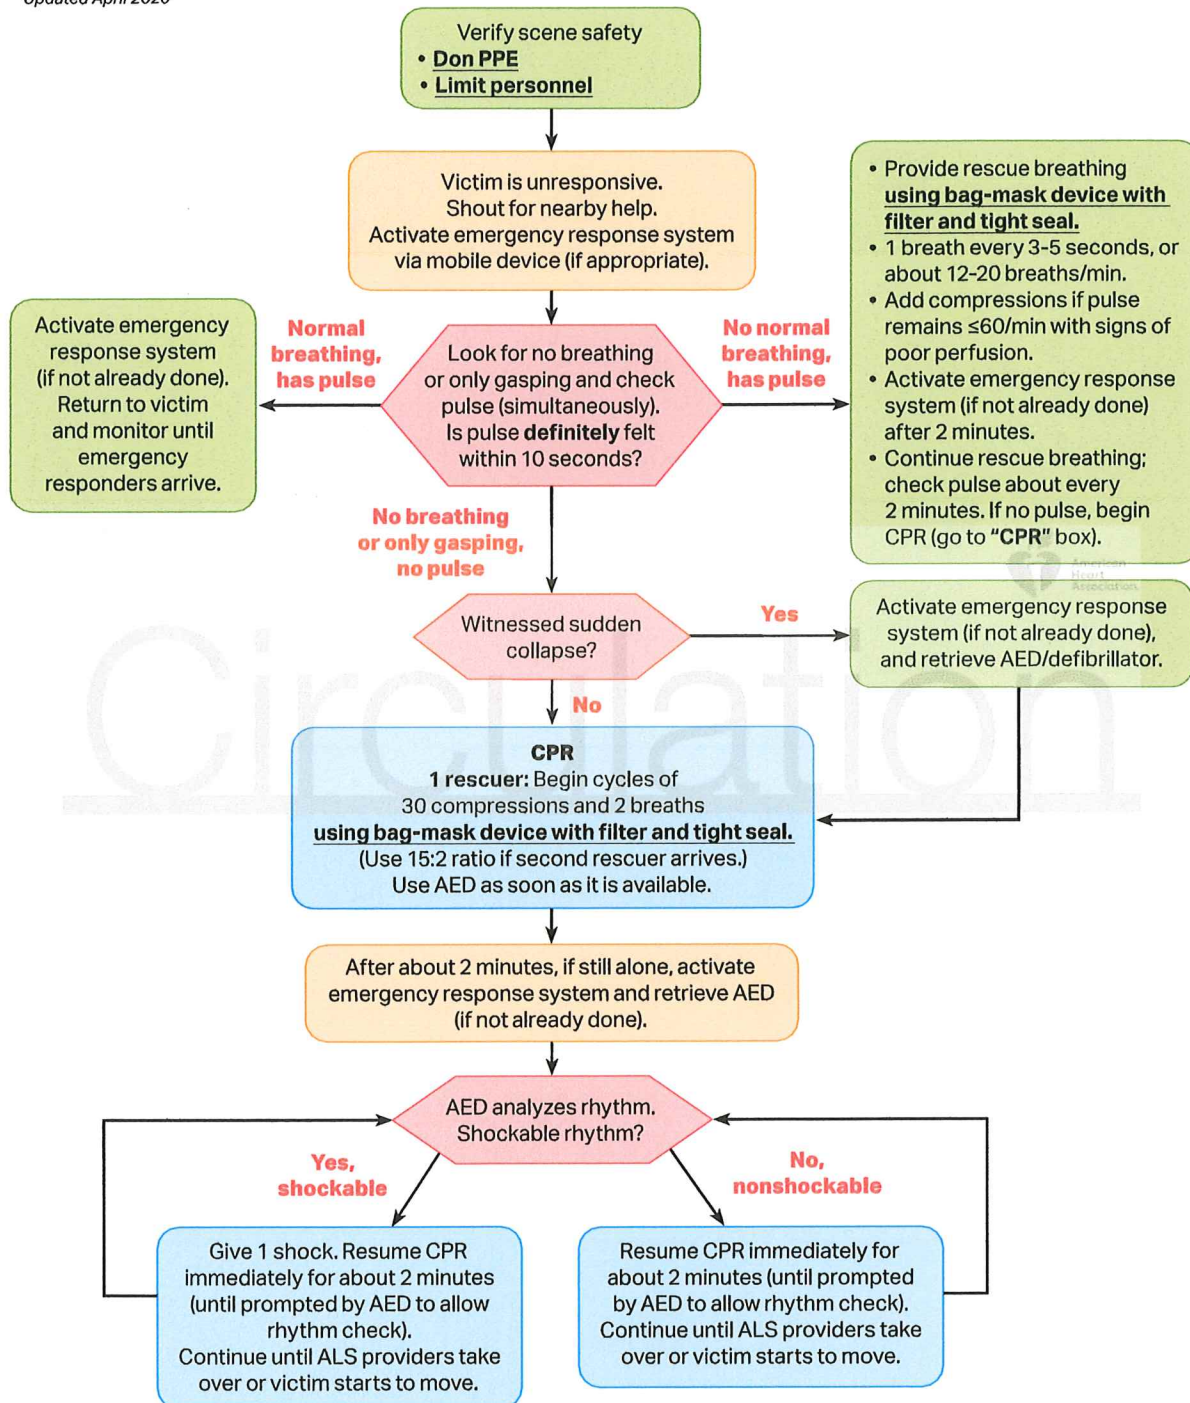 Updated April 2020
Verify scene safety
• Don PPE
• Limit personnel
Victim is unresponsive.
Shout for nearby help.
Activate emergency response system
via mobile device (if appropriate).
Activate emergency
response system
(if not already done).
Return to victim
and monitor until
emergency
responders arrive.
Normal
breathing,
has pulse
Look for no breathing
or only gasping and check
pulse (simultaneously).
Is pulse definitely felt
within 10 seconds?
No normal
breathing,
has pulse
• Provide rescue breathing
using bag-mask device with
filter and tight seal.
• 1 breath every 3-5 seconds, or
about 12-20 breaths/min.
• Add compressions if pulse
remains ≤60/min with signs of
poor perfusion.
• Activate emergency response
system (if not already done)
after 2 minutes.
• Continue rescue breathing;
check pulse about every
2 minutes. If no pulse, begin
CPR (go to "CPR" box).
American
Heart
Association
No breathing
or only gasping,
no pulse
Witnessed sudden
collapse?
Yes
Activate emergency response
system (if not already done),
and retrieve AED/defibrillator.
Circulation
No
CPR
1 rescuer: Begin cycles of
30 compressions and 2 breaths
using bag-mask device with filter and tight seal.
(Use 15:2 ratio if second rescuer arrives.)
Use AED as soon as it is available.
After about 2 minutes, if still alone, activate
emergency response system and retrieve AED
(if not already done).
AED analyzes rhythm.
Shockable rhythm?
Yes,
shockable
No,
nonshockable
Give 1 shock. Resume CPR
immediately for about 2 minutes
(until prompted by AED to allow
rhythm check).
Continue until ALS providers take
over or victim starts to move.
Resume CPR immediately for
about 2 minutes (until prompted
by AED to allow rhythm check).
Continue until ALS providers take
over or victim starts to move.